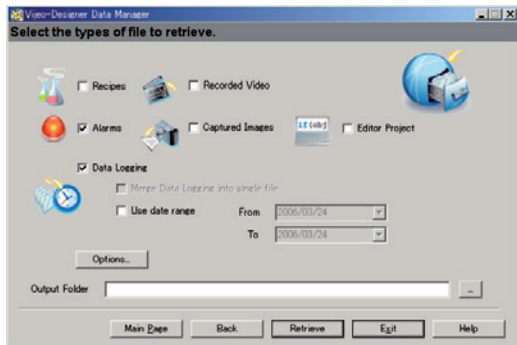 Vijeo-Designer Data Manager
Select the types of file to retrieve.
Recipes
Recorded Video
Alarms
Captured Images
if(obj
Editor Project
Data Logging
Merge Data Logging into single file
Use date range
From
2006/03/24
To
2006/03/24
Options...
Output Folder
...
Main Page
Back
Retrieve
Exit
Help